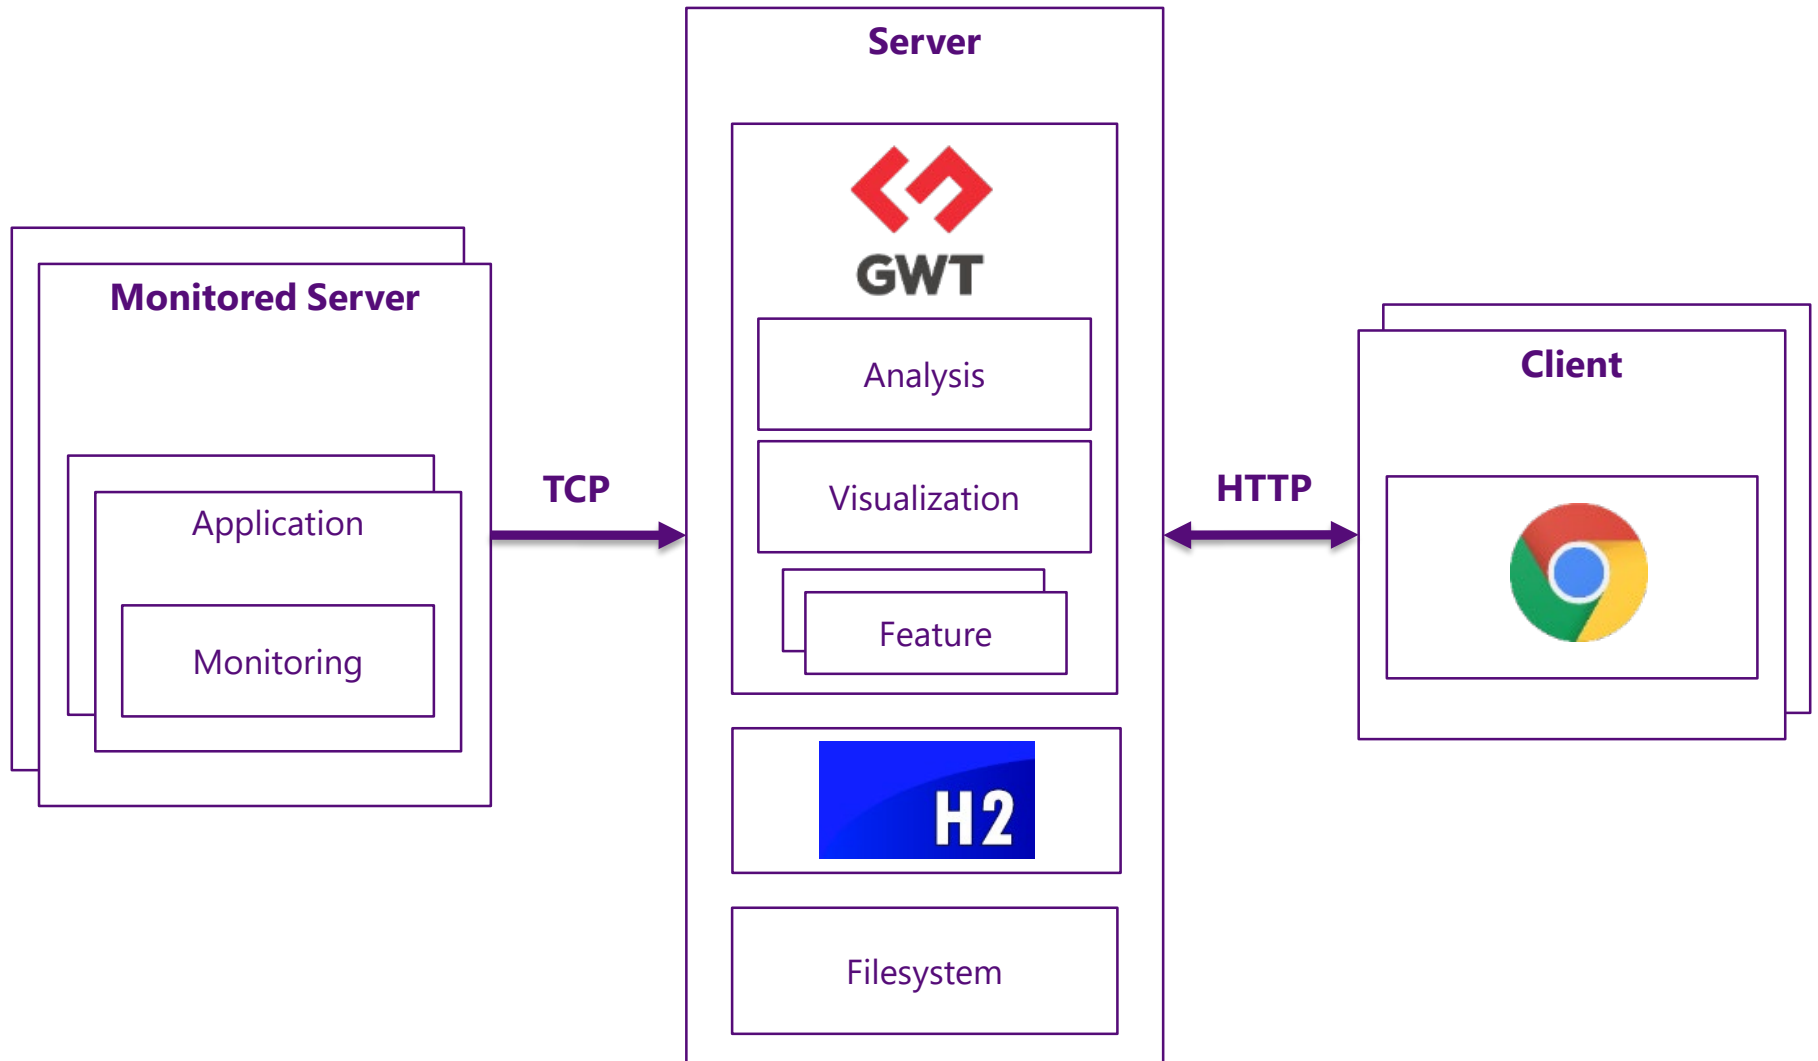 Server
GWT
Monitored Server
Analysis
Client
TCP
HTTP
Visualization
Application
Feature
Monitoring
H2
Filesystem